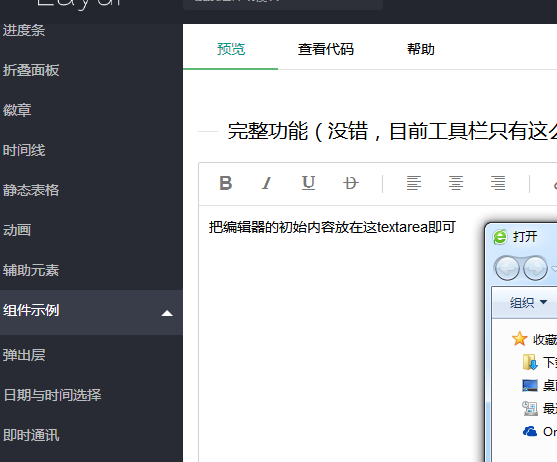 Layui
进度条
折叠面板
徽章
时间线
静态表格
动画
辅助元素
组件示例
弹出层
日期与时间选择
即时通讯
预览 查看代码 帮助
完整功能（没错，目前工具栏只有这么
B I U
把编辑器的初始内容放在这textarea即可
打开
组织
收藏
下
桌
最
On